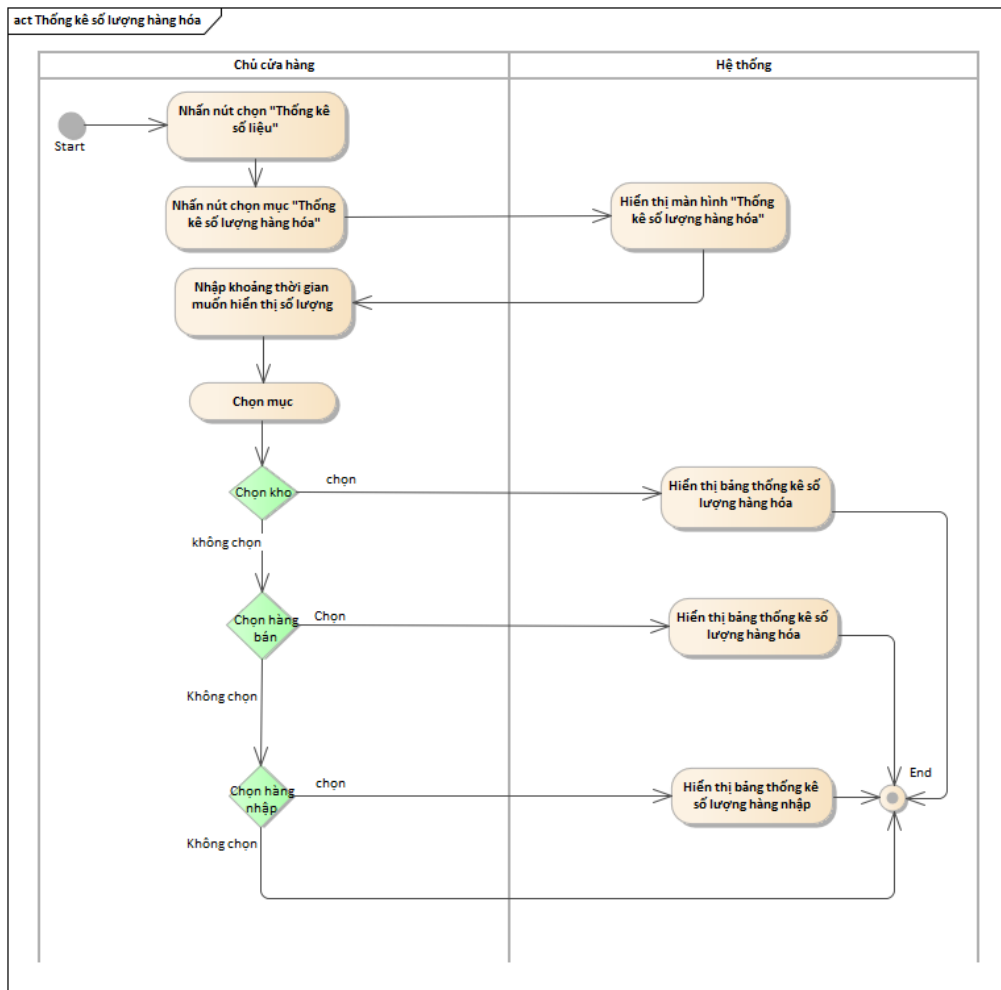 act Thống kê số lượng hàng hóa
Chủ cửa hàng
Hệ thống
Start
Nhấn nút chọn "Thống kê
số liệu"
Nhấn nút chọn mục "Thống
kê số lượng hàng hóa"
Hiển thị màn hình "Thống
kê số lượng hàng hóa"
Nhập khoảng thời gian
muốn hiển thị số lượng
Chọn mục
Chọn kho
chọn
Hiển thị bảng thống kê số
lượng hàng hóa
không chọn
Chọn hàng
bán
Chọn
Hiển thị bảng thống kê số
lượng hàng hóa
Không chọn
Chọn hàng
nhập
chọn
Hiển thị bảng thống kê
số lượng hàng nhập
End
Không chọn